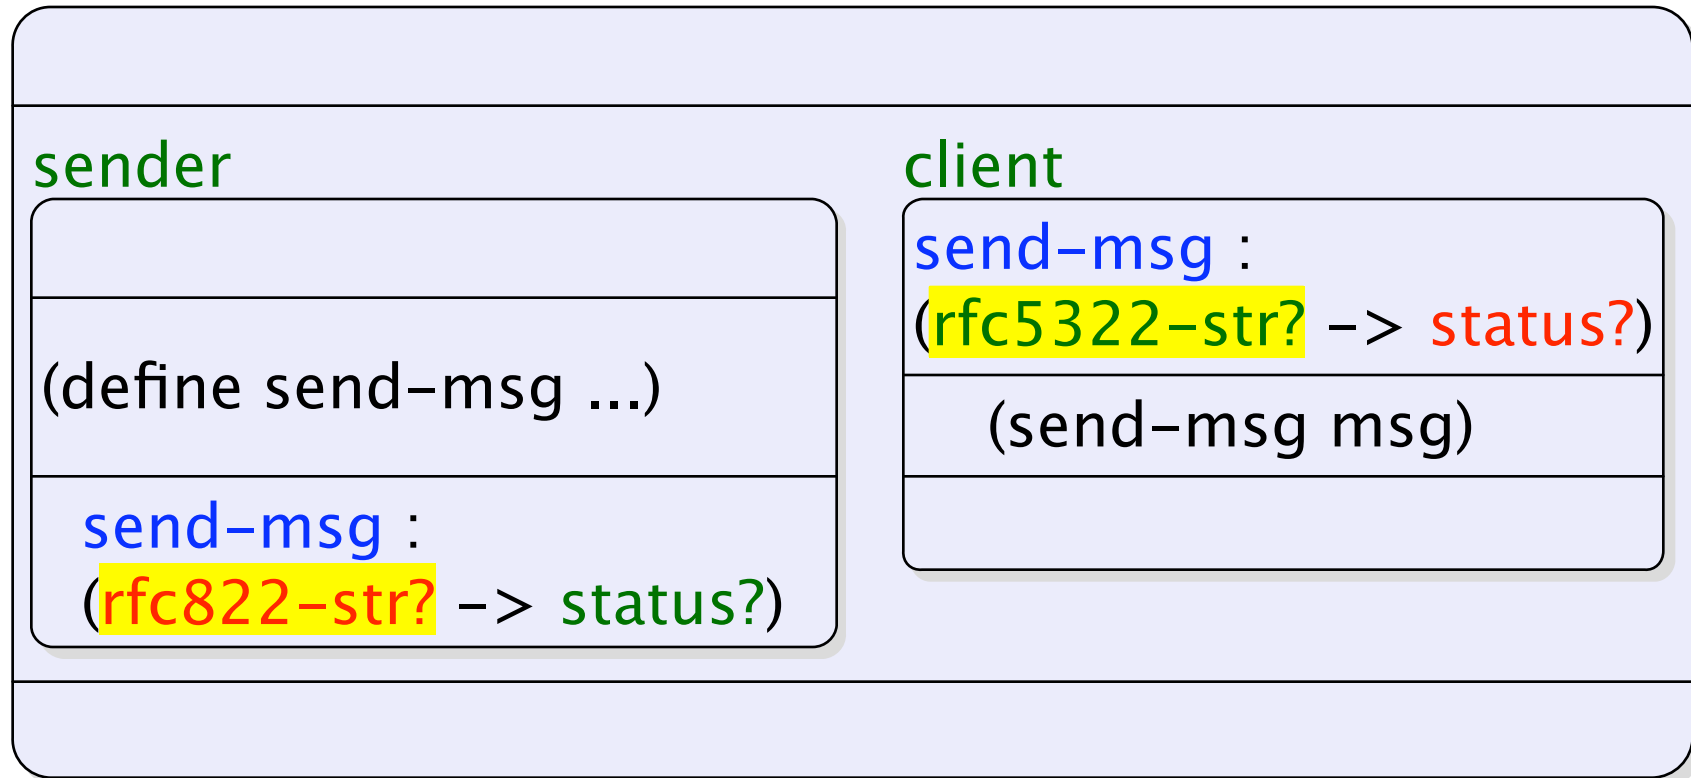 sender
(define send-msg ...)
send-msg :
(rfc822-str? -> status?)
client
send-msg :
(rfc5322-str? -> status?)
(send-msg msg)